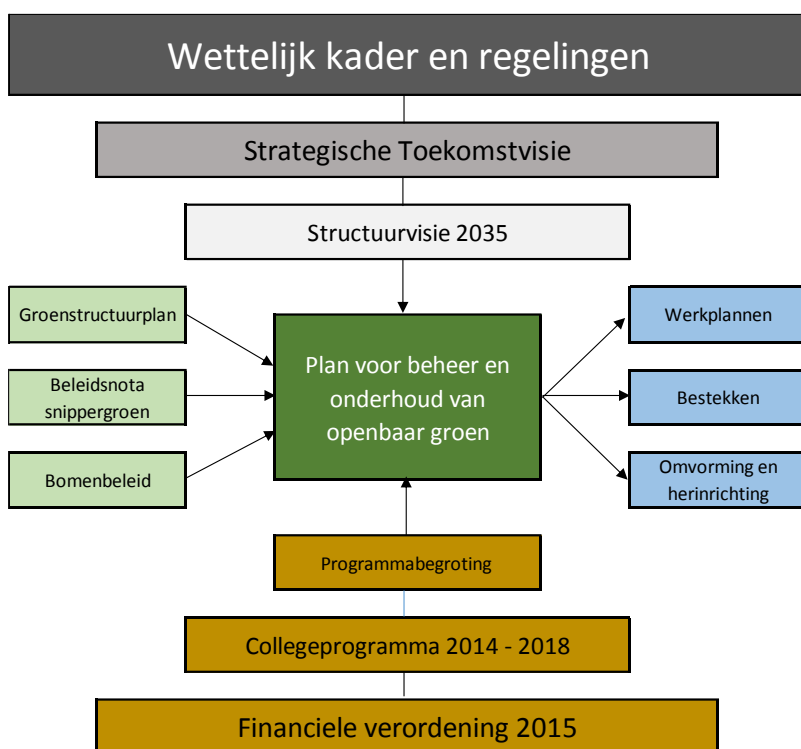 Wettelijk kader en regelingen
Strategische Toekomstvisie
Structuurvisie 2035
Groenstructuurplan
Beleidsnota
snippergroen
Bomenbeleid
Plan voor beheer en
onderhoud van
openbaar groen
Werkplannen
Bestekken
Omvorming en
herinrichting
Programmabegroting
Collegeprogramma 2014 - 2018
Financiele verordening 2015